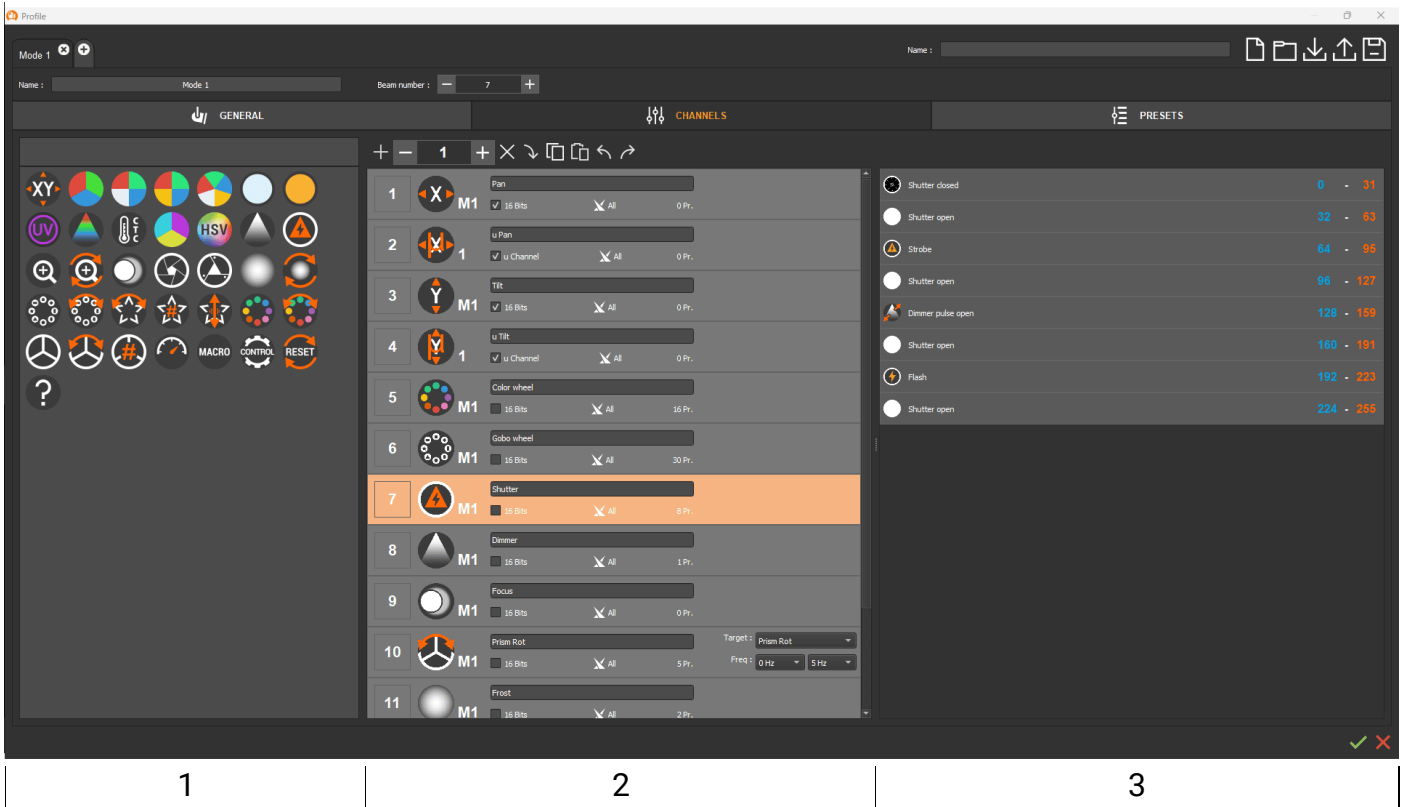 Profile
Mode 1
Name :
Name : Mode 1 Beam number : 7
GENERAL CHANNELS PRESETS
1
XY
UV °C HSV
#
# MACRO CONTROL RESET
?
1 X M1 Pan
16 Bits All 0 Pr.
2 X 1 u Pan
u Channel All 0 Pr.
3 Y M1 Tilt
16 Bits All 0 Pr.
4 Y 1 u Tilt
u Channel All 0 Pr.
5 M1 Color wheel
16 Bits All 16 Pr.
6 M1 Gobo wheel
16 Bits All 30 Pr.
7 M1 Shutter
16 Bits All 8 Pr.
8 M1 Dimmer
16 Bits All 1 Pr.
9 M1 Focus
16 Bits All 0 Pr.
10 M1 Prism Rot Target : Prism Rot
16 Bits All 5 Pr. Freq : 0 Hz 5 Hz
11 M1 Frost
16 Bits All 2 Pr.
Shutter closed 0 - 31
Shutter open 32 - 63
Strobe 64 - 95
Shutter open 96 - 127
Dimmer pulse open 128 - 159
Shutter open 160 - 191
Flash 192 - 223
Shutter open 224 - 255
1 2 3